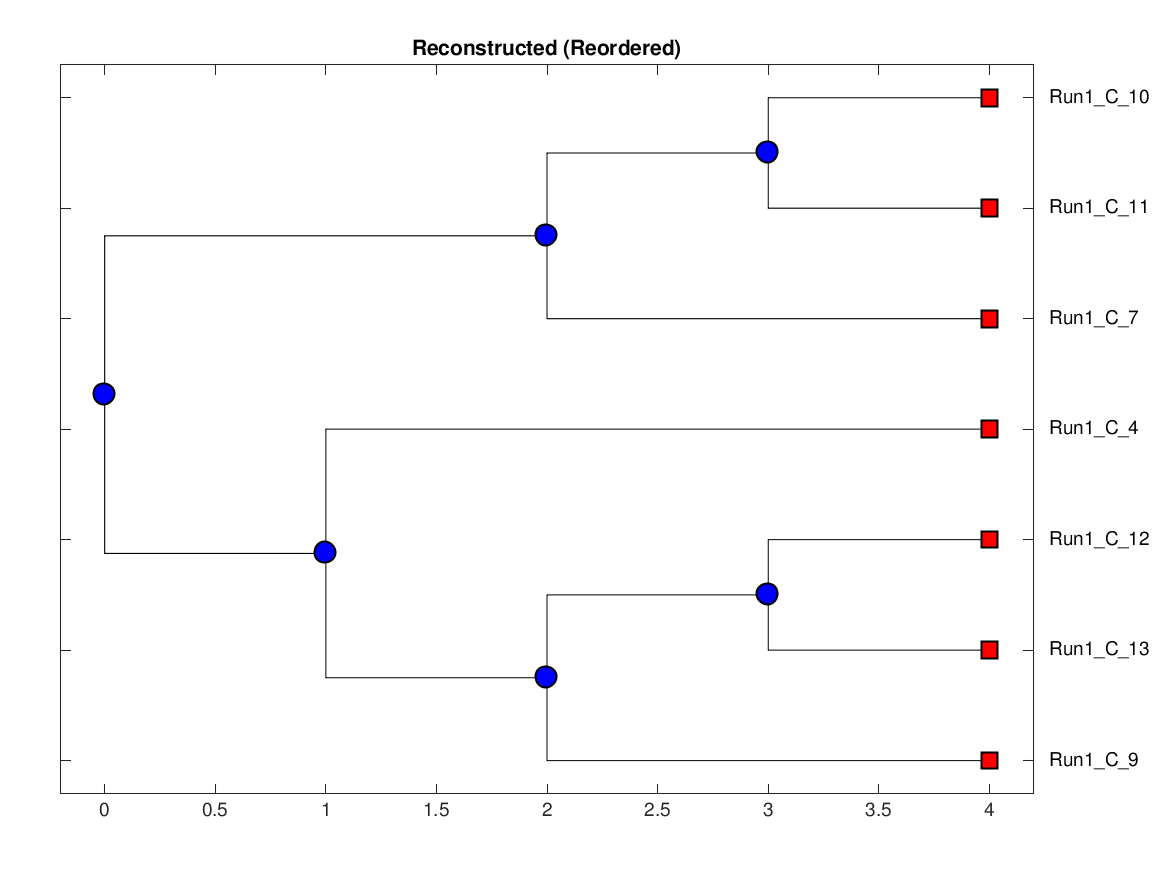 Reconstructed (Reordered)
Run1_C_10
Run1_C_11
Run1_C_7
Run1_C_4
Run1_C_12
Run1_C_13
Run1_C_9
0 0.5 1 1.5 2 2.5 3 3.5 4